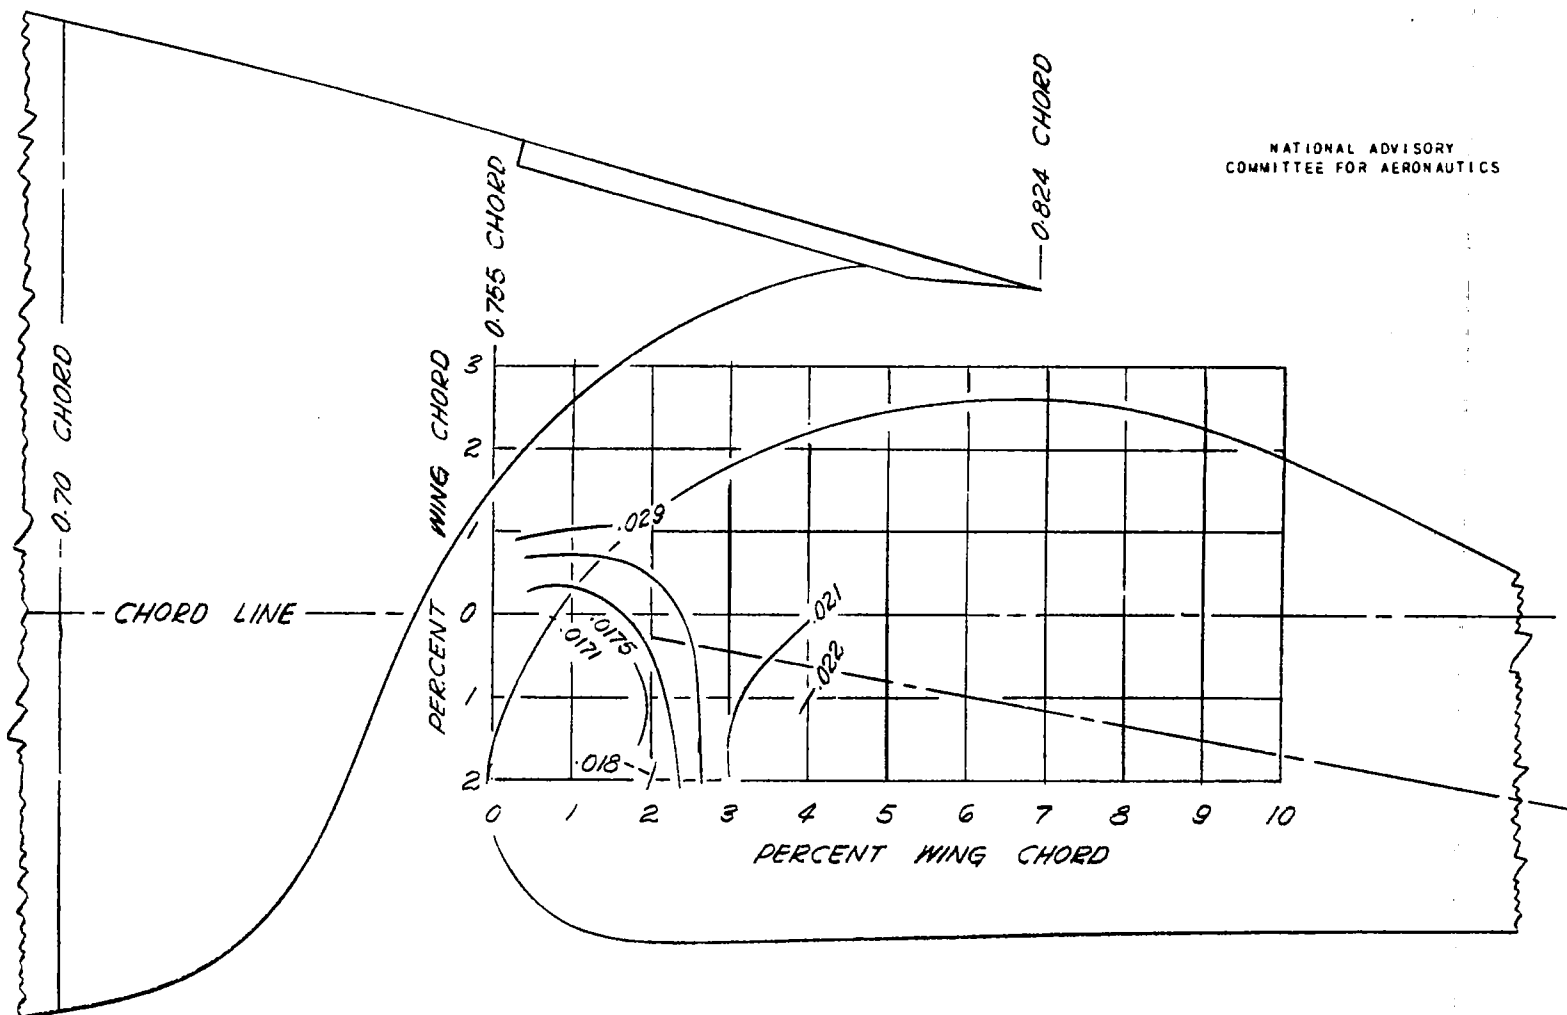 NATIONAL ADVISORY
COMMITTEE FOR AERONAUTICS
0.70 CHORD
0.755 CHORD
0.824 CHORD
CHORD LINE
PERCENT WING CHORD
3
2
1
0
1
2
.029
.0175
.0171
.018
.021
.022
0 1 2 3 4 5 6 7 8 9 10
PERCENT WING CHORD